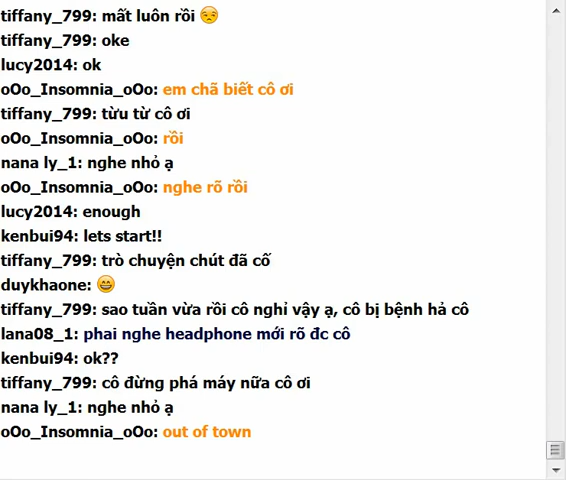 tiffany_799: mất luôn rồi
tiffany_799: oke
lucy2014: ok
oOo_Insomnia_oOo: em chã biết cô ơi
tiffany_799: từu từ cô ơi
oOo_Insomnia_oOo: rồi
nana ly_1: nghe nhỏ ạ
oOo_Insomnia_oOo: nghe rõ rồi
lucy2014: enough
kenbui94: lets start!!
tiffany_799: trò chuyện chút đã cố
duykhaone:
tiffany_799: sao tuần vừa rồi cô nghỉ vậy ạ, cô bị bệnh hả cô
lana08_1: phai nghe headphone mới rõ đc cô
kenbui94: ok??
tiffany_799: cô đừng phá máy nữa cô ơi
nana ly_1: nghe nhỏ ạ
oOo_Insomnia_oOo: out of town